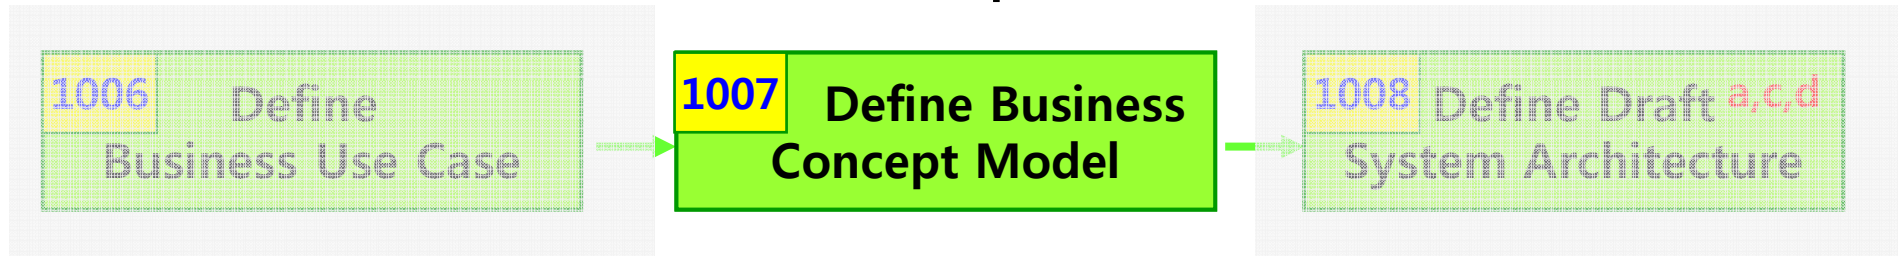 1006 Define
Business Use Case
1007 Define Business
Concept Model
1008 Define Draft a,c,d
System Architecture